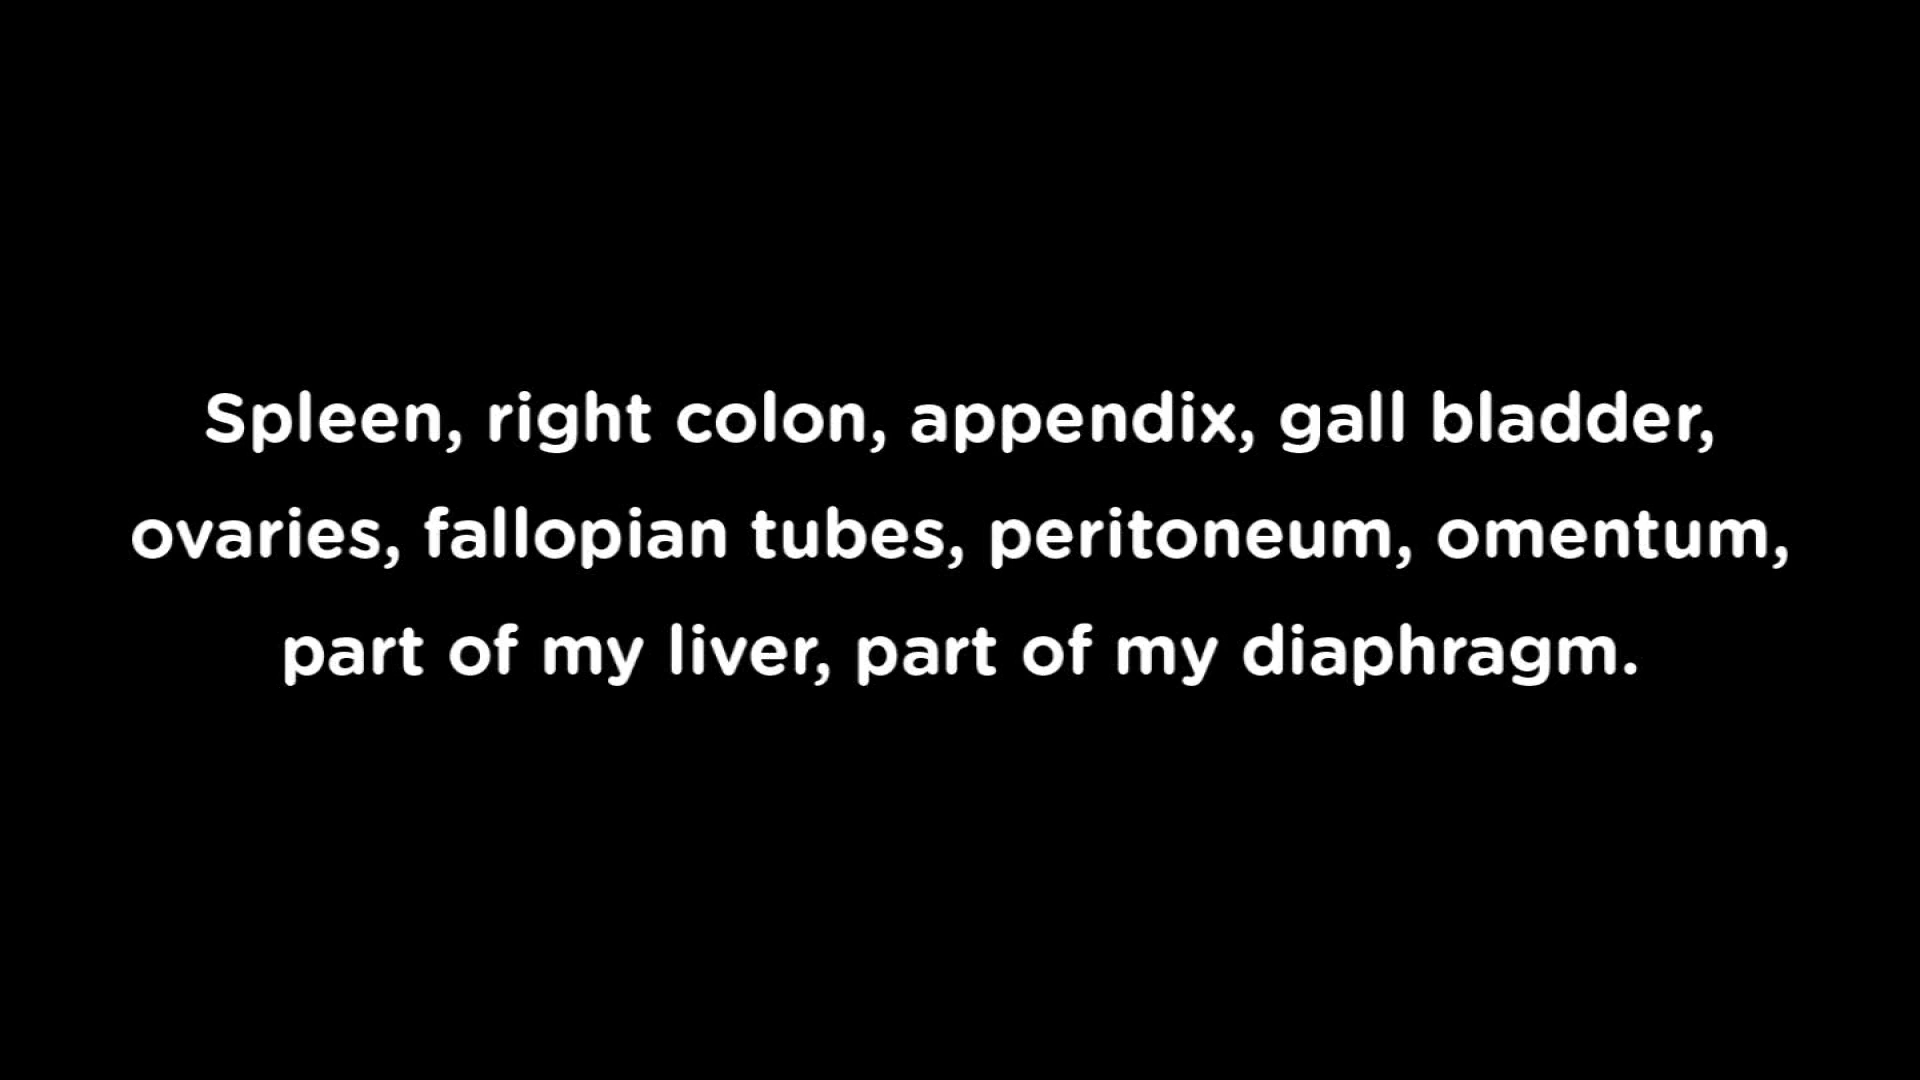 Spleen, right colon, appendix, gall bladder,
ovaries, fallopian tubes, peritoneum, omentum,
part of my liver, part of my diaphragm.